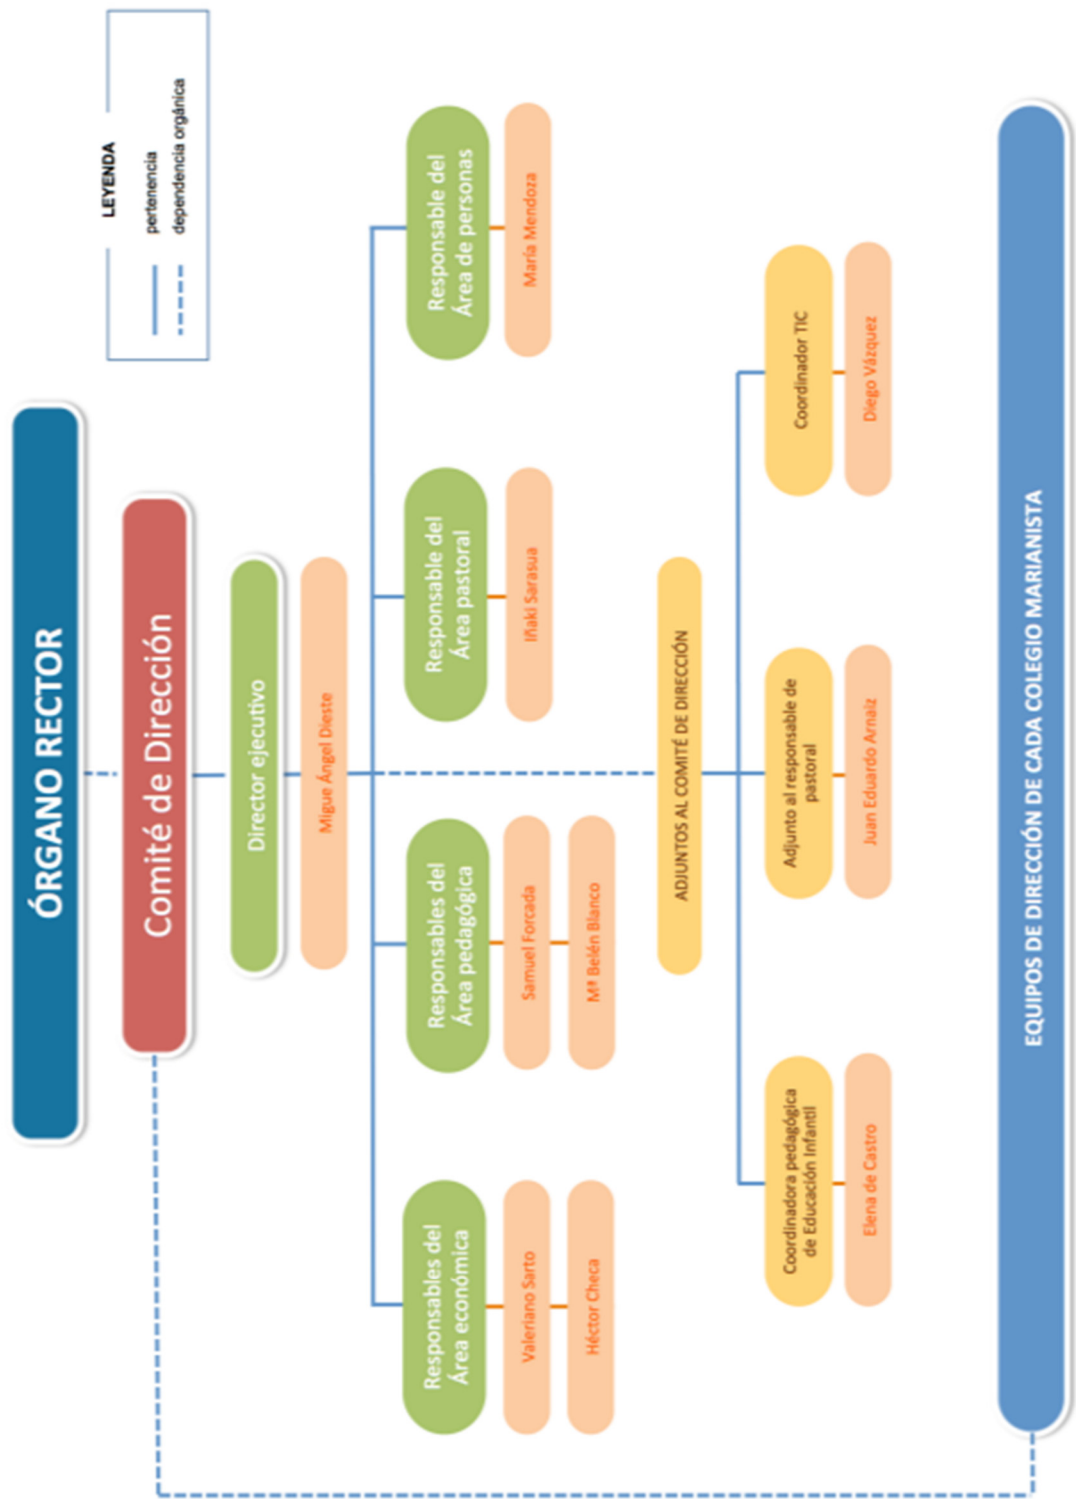 ÓRGANO RECTOR
LEYENDA
pertenencia
dependencia orgánica
Comité de Dirección
Director ejecutivo
Migue Ángel Dieste
Responsables del
Área económica
Valeriano Sarto
Héctor Checa
Responsables del
Área pedagógica
Samuel Forcada
Mª Belén Blanco
Responsable del
Área pastoral
Iñaki Sarasua
Responsable del
Área de personas
María Mendoza
ADJUNTOS AL COMITÉ DE DIRECCIÓN
Coordinadora pedagógica
de Educación Infantil
Elena de Castro
Adjunto al responsable de
pastoral
Juan Eduardo Arnaiz
Coordinador TIC
Diego Vázquez
EQUIPOS DE DIRECCIÓN DE CADA COLEGIO MARIANISTA